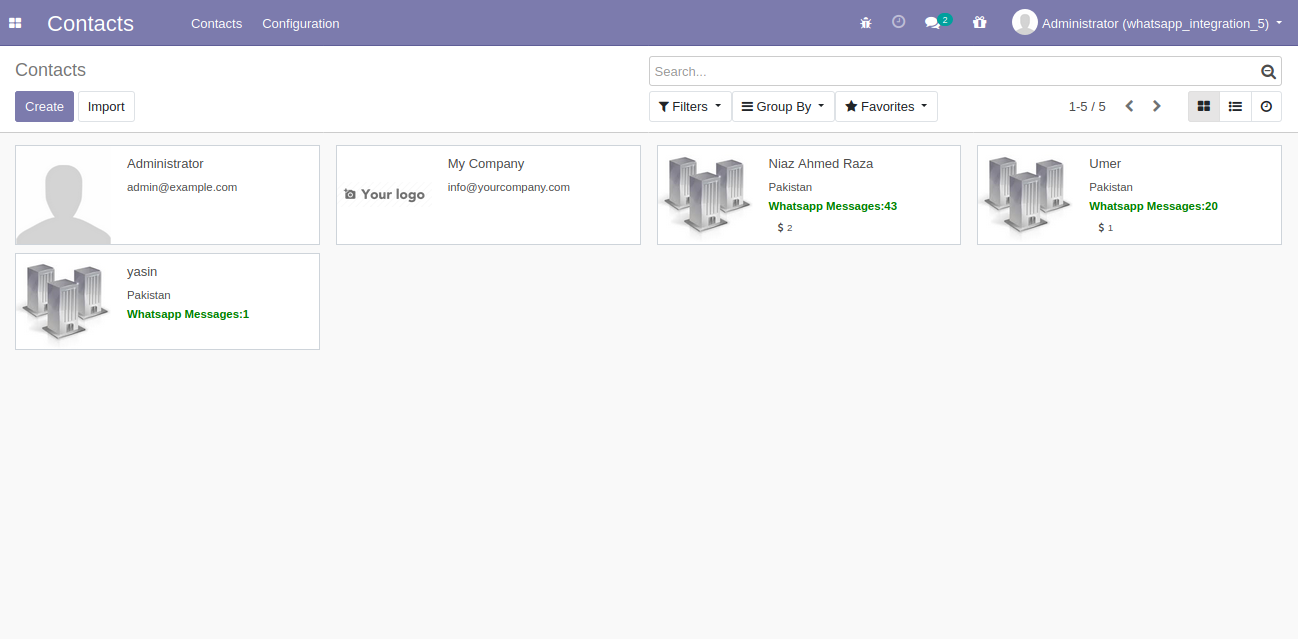 Contacts
Contacts
Configuration
2
Administrator (whatsapp_integration_5)
Contacts
Search...
Create
Import
Filters
Group By
Favorites
1-5 / 5
Administrator
admin@example.com
Your logo
My Company
info@yourcompany.com
Niaz Ahmed Raza
Pakistan
Whatsapp Messages:43
$ 2
Umer
Pakistan
Whatsapp Messages:20
$ 1
yasin
Pakistan
Whatsapp Messages:1